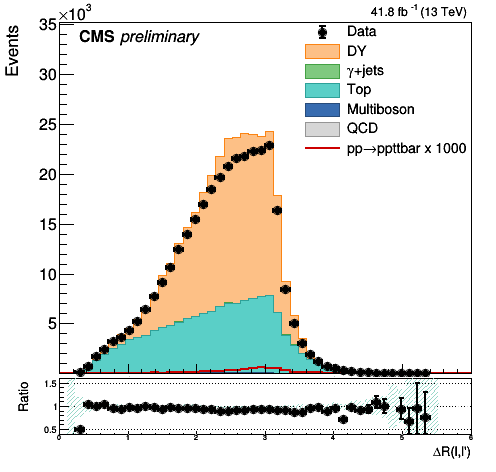 ×10³
41.8 fb⁻¹ (13 TeV)
CMS preliminary
Events
35
30
25
20
15
10
5
Data
DY
γ+jets
Top
Multiboson
QCD
pp→ppttbar x 1000
Ratio
1.5
1
0.5
0 1 2 3 4 5 6
ΔR(l,l')